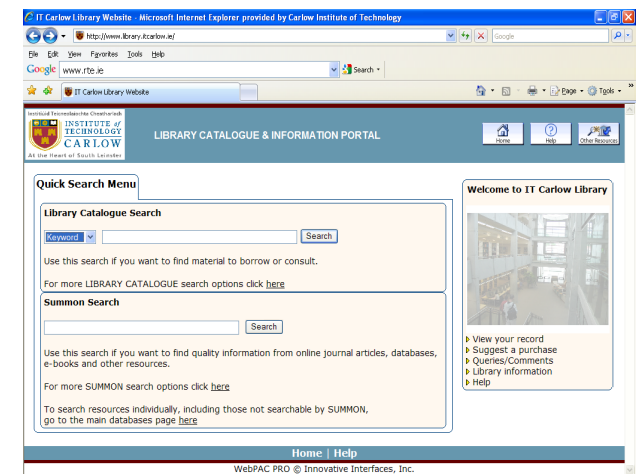 IT Carlow Library Website - Microsoft Internet Explorer provided by Carlow Institute of Technology
http://www.library.itcarlow.ie/
Google
File Edit View Favorites Tools Help
Google www.rte.ie Search
IT Carlow Library Website
Page Tools »
Institiúid Teicneolaíochta Cheatharlach
INSTITUTE of
TECHNOLOGY
CARLOW
At the Heart of South Leinster
LIBRARY CATALOGUE & INFORMATION PORTAL
Home Help Other Resources
Quick Search Menu
Library Catalogue Search
Keyword Search
Use this search if you want to find material to borrow or consult.
For more LIBRARY CATALOGUE search options click here
Summon Search
Search
Use this search if you want to find quality information from online journal articles, databases,
e-books and other resources.
For more SUMMON search options click here
To search resources individually, including those not searchable by SUMMON,
go to the main databases page here
Welcome to IT Carlow Library
View your record
Suggest a purchase
Queries/Comments
Library information
Help
Home | Help
WebPAC PRO © Innovative Interfaces, Inc.